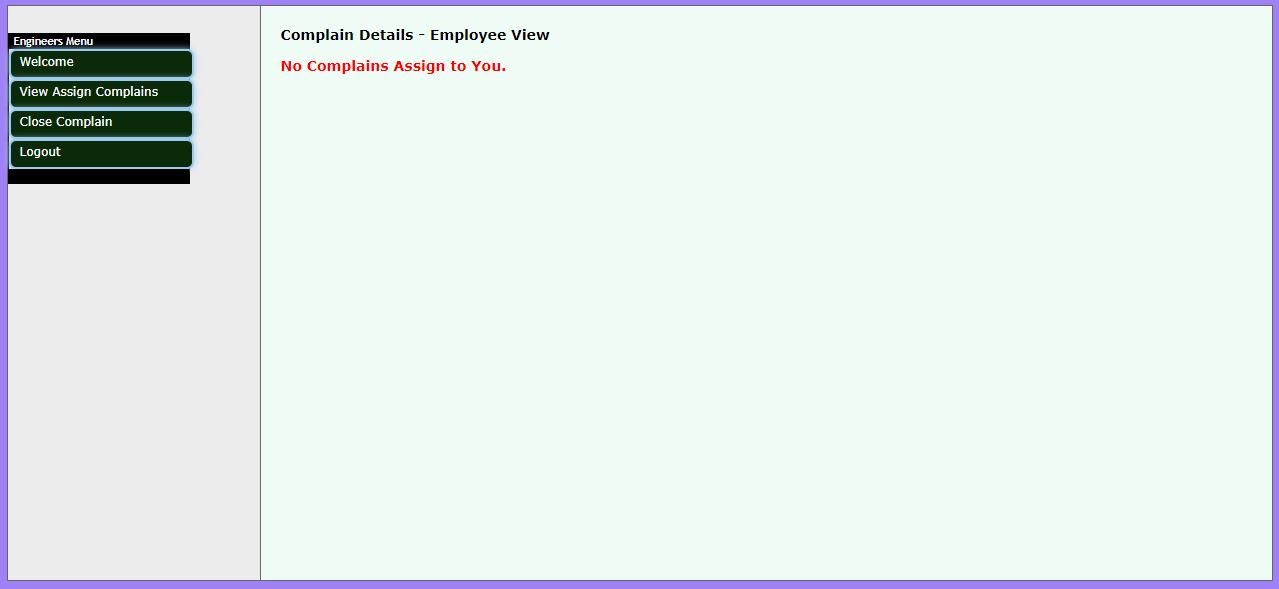 Engineers Menu
Welcome
View Assign Complains
Close Complain
Logout
Complain Details - Employee View
No Complains Assign to You.